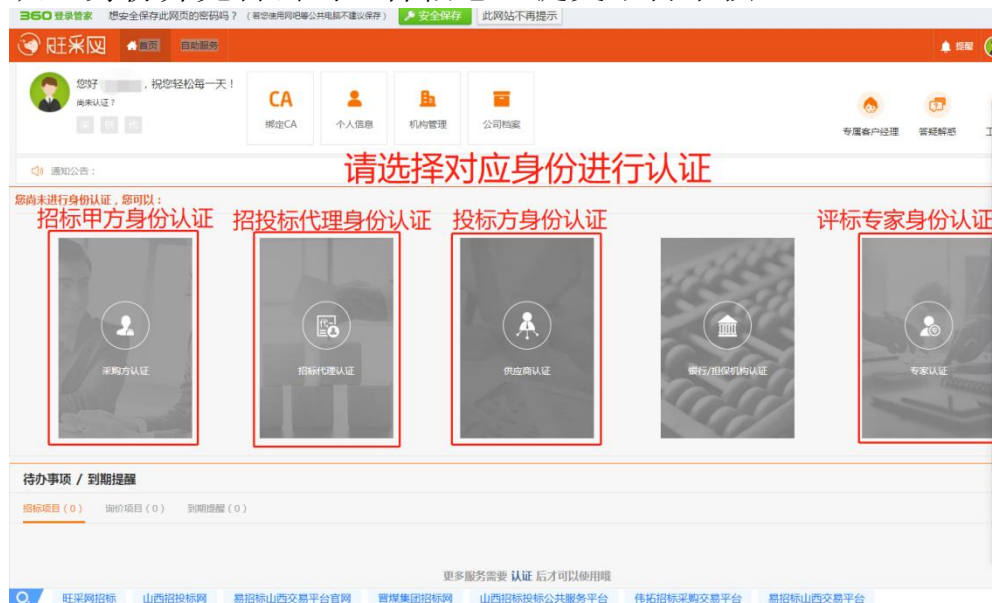 360 登录管家 想安全保存此网页的密码吗？（若您使用网吧等公共电脑不建议保存） 安全保存 此网站不再提示
旺采网 首页 自助服务 提醒
您好 ，祝您轻松每一天！
尚未认证？
采 供 代
CA
绑定CA 个人信息 机构管理 公司档案 专属客户经理 答疑解惑 工
通知公告：
请选择对应身份进行认证
您尚未进行身份认证，您可以：
招标甲方身份认证 招投标代理身份认证 投标方身份认证 评标专家身份认证
采购方认证 招标代理认证 供应商认证 银行/担保机构认证 专家认证
待办事项 / 到期提醒
招标项目（0） 询价项目（0） 到期提醒（0）
更多服务需要 认证 后才可以使用哦
旺采网招标 山西招投标网 易招标山西交易平台官网 晋煤集团招标网 山西招标投标公共服务平台 伟拓招标采购交易平台 易招标山西交易平台